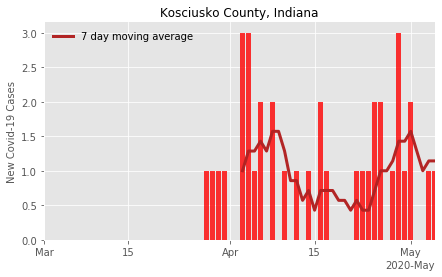 Kosciusko County, Indiana
7 day moving average
New Covid-19 Cases
3.0
2.5
2.0
1.5
1.0
0.5
0.0
Mar 15 Apr 15 May
2020-May